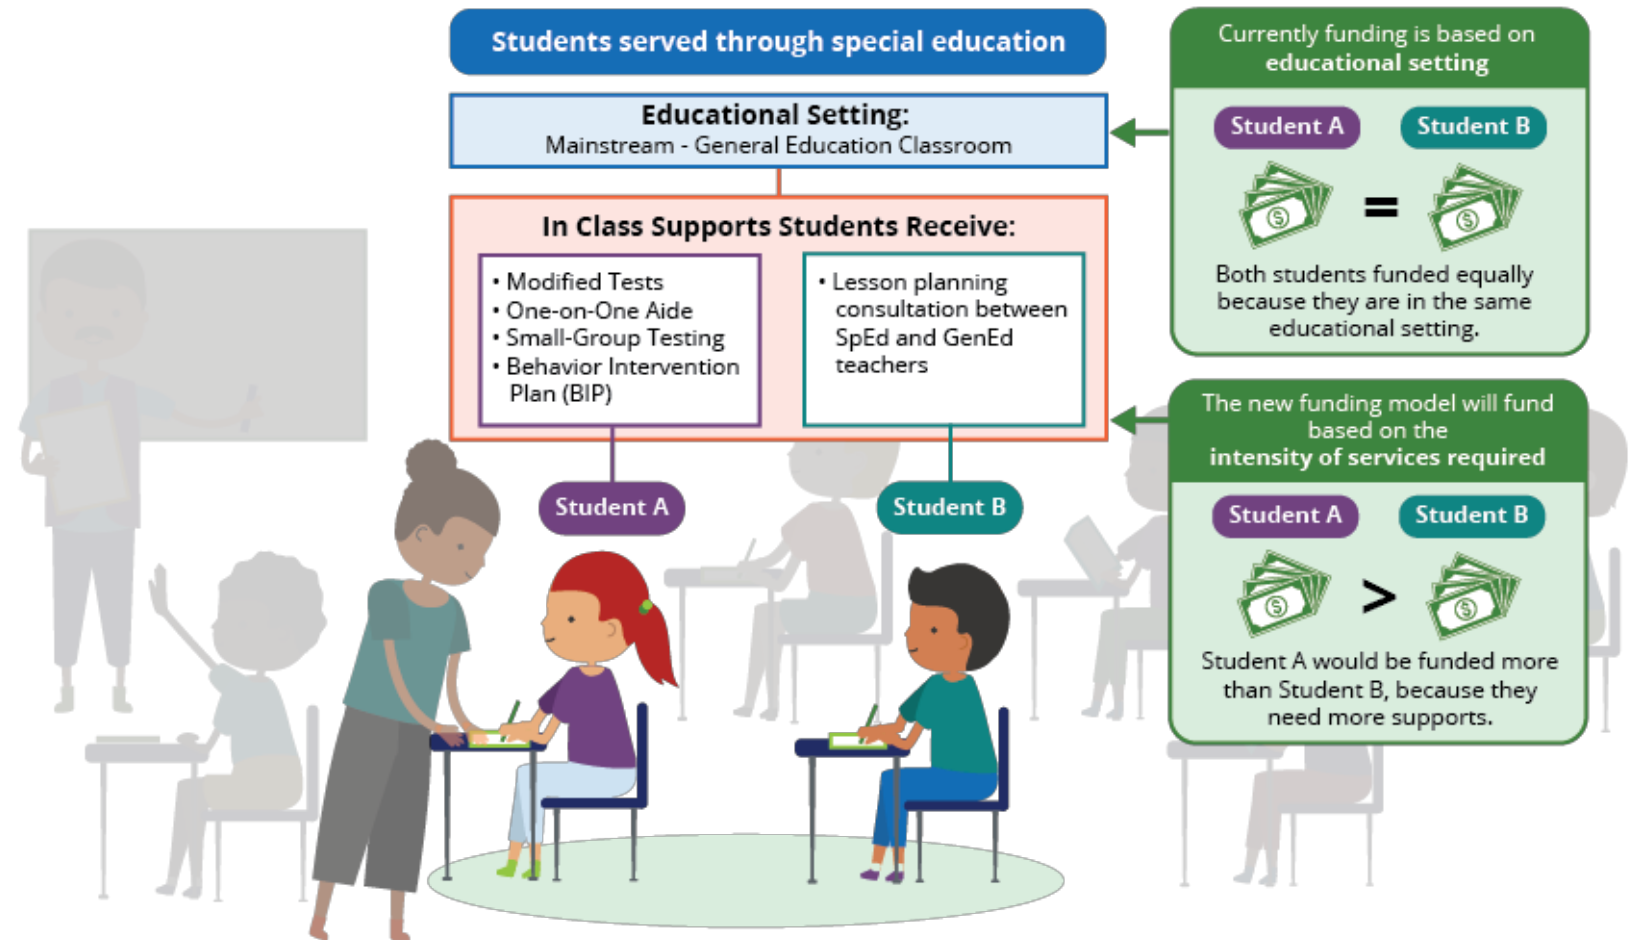 Students served through special education
Educational Setting:
Mainstream - General Education Classroom
In Class Supports Students Receive:
• Modified Tests
• One-on-One Aide
• Small-Group Testing
• Behavior Intervention
Plan (BIP)
• Lesson planning
consultation between
SpEd and GenEd
teachers
Student A
Student B
Currently funding is based on
educational setting
Student A
Student B
$
=
$
Both students funded equally
because they are in the same
educational setting.
The new funding model will fund
based on the
intensity of services required
Student A
Student B
$
>
$
Student A would be funded more
than Student B, because they
need more supports.